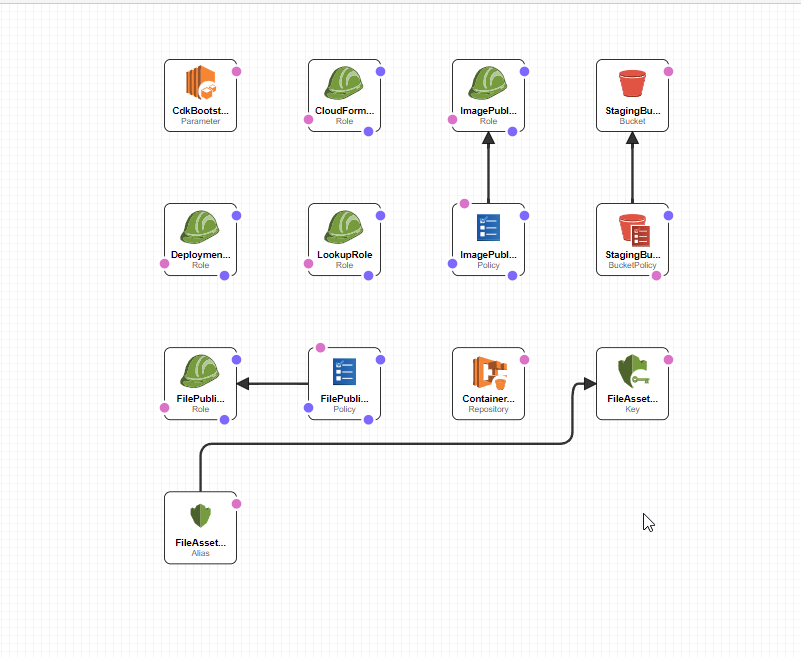 CdkBootst...
Parameter
CloudForm...
Role
ImagePubl...
Role
StagingBu...
Bucket
Deploymen...
Role
LookupRole
Role
ImagePubl...
Policy
StagingBu...
BucketPolicy
FilePubli...
Role
FilePubli...
Policy
Container...
Repository
FileAsset...
Key
FileAsset...
Alias